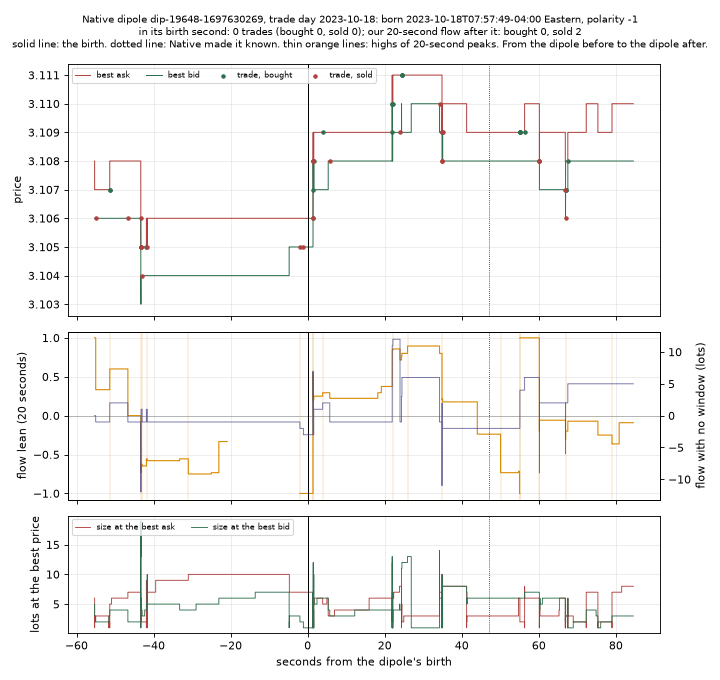 Native dipole dip-19648-1697630269, trade day 2023-10-18: born 2023-10-18T07:57:49-04:00 Eastern, polarity -1
in its birth second: 0 trades (bought 0, sold 0); our 20-second flow after it: bought 0, sold 2
solid line: the birth. dotted line: Native made it known. thin orange lines: highs of 20-second peaks. From the dipole before to the dipole after.
best ask
best bid
trade, bought
trade, sold
3.111
3.110
3.109
3.108
3.107
3.106
3.105
3.104
3.103
price
1.0
0.5
0.0
−0.5
−1.0
flow lean (20 seconds)
10
5
0
−5
−10
flow with no window (lots)
size at the best ask
size at the best bid
15
10
5
lots at the best price
−60
−40
−20
0
20
40
60
80
seconds from the dipole's birth